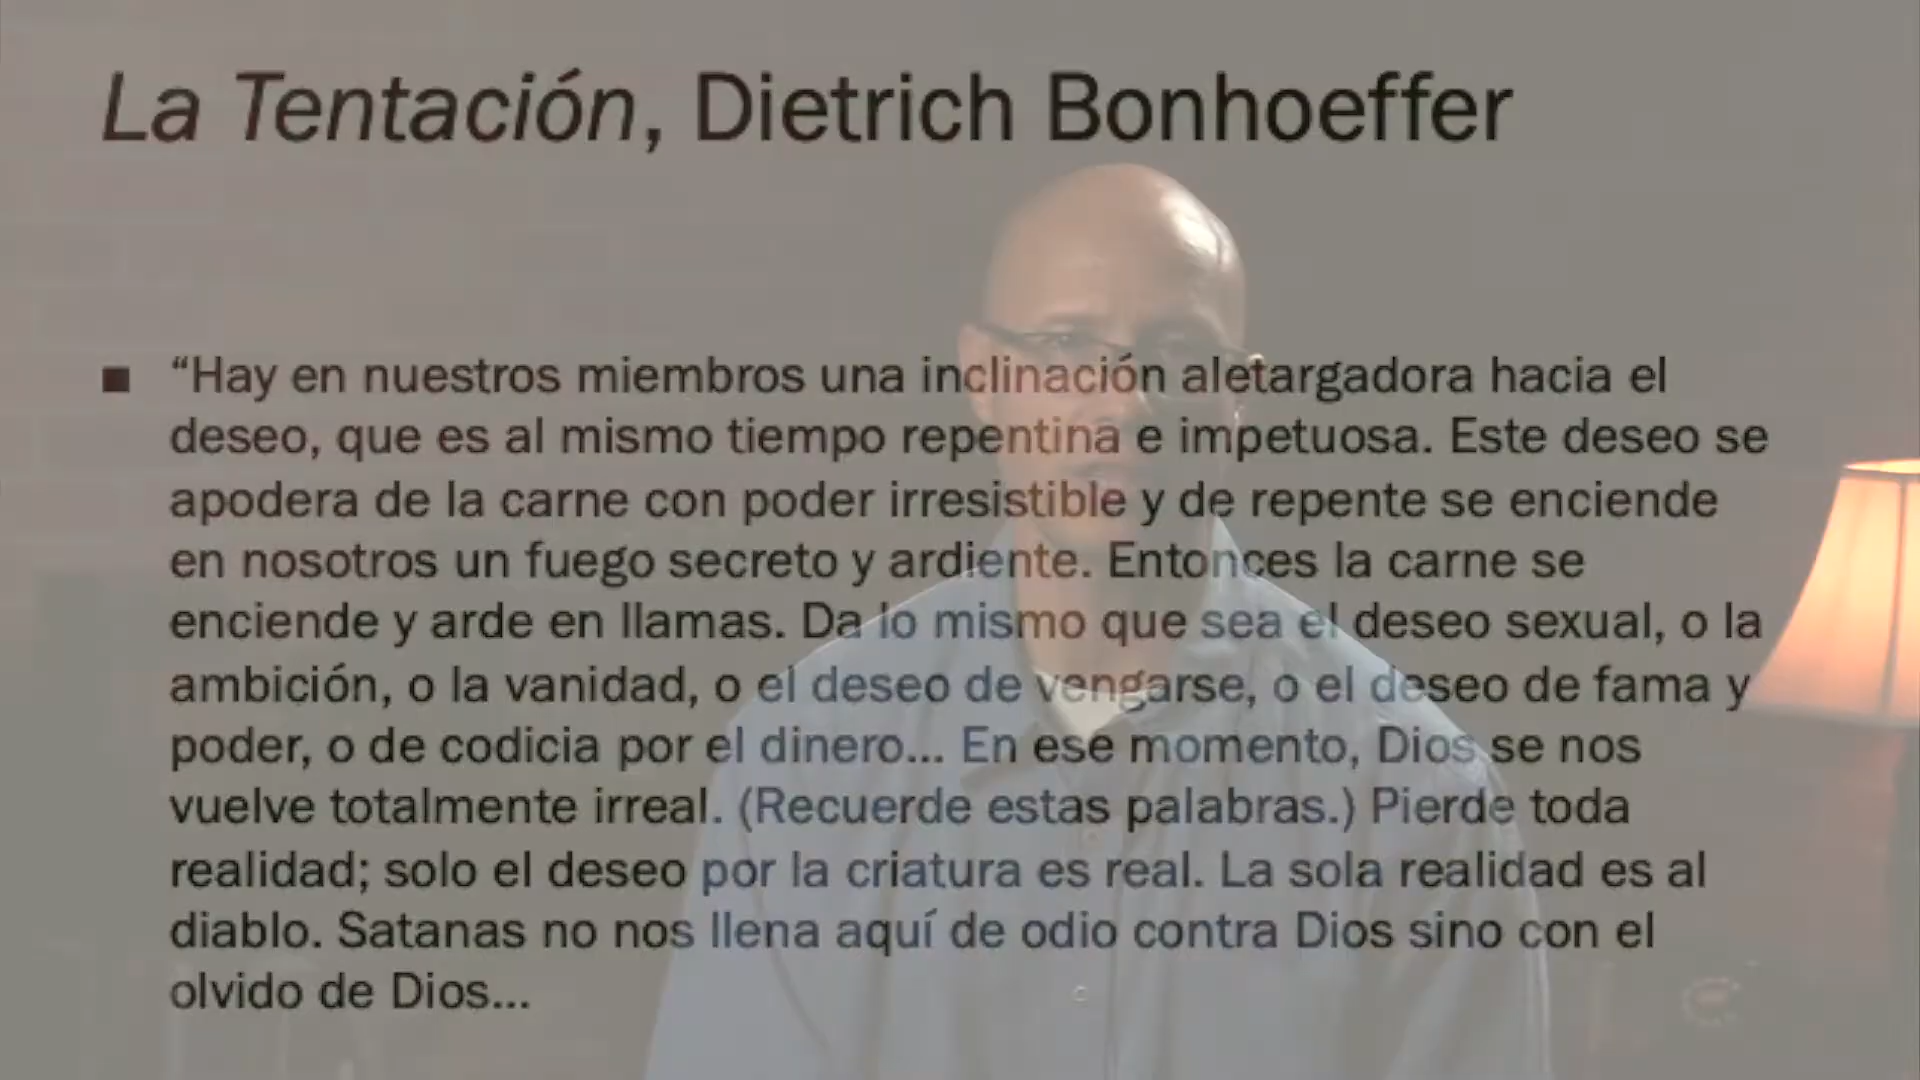 La Tentación, Dietrich Bonhoeffer
■ “Hay en nuestros miembros una inclinación aletargadora hacia el
deseo, que es al mismo tiempo repentina e impetuosa. Este deseo se
apodera de la carne con poder irresistible y de repente se enciende
en nosotros un fuego secreto y ardiente. Entonces la carne se
enciende y arde en llamas. Da lo mismo que sea el deseo sexual, o la
ambición, o la vanidad, o el deseo de vengarse, o el deseo de fama y
poder, o de codicia por el dinero... En ese momento, Dios se nos
vuelve totalmente irreal. (Recuerde estas palabras.) Pierde toda
realidad; solo el deseo por la criatura es real. La sola realidad es al
diablo. Satanas no nos llena aquí de odio contra Dios sino con el
olvido de Dios...